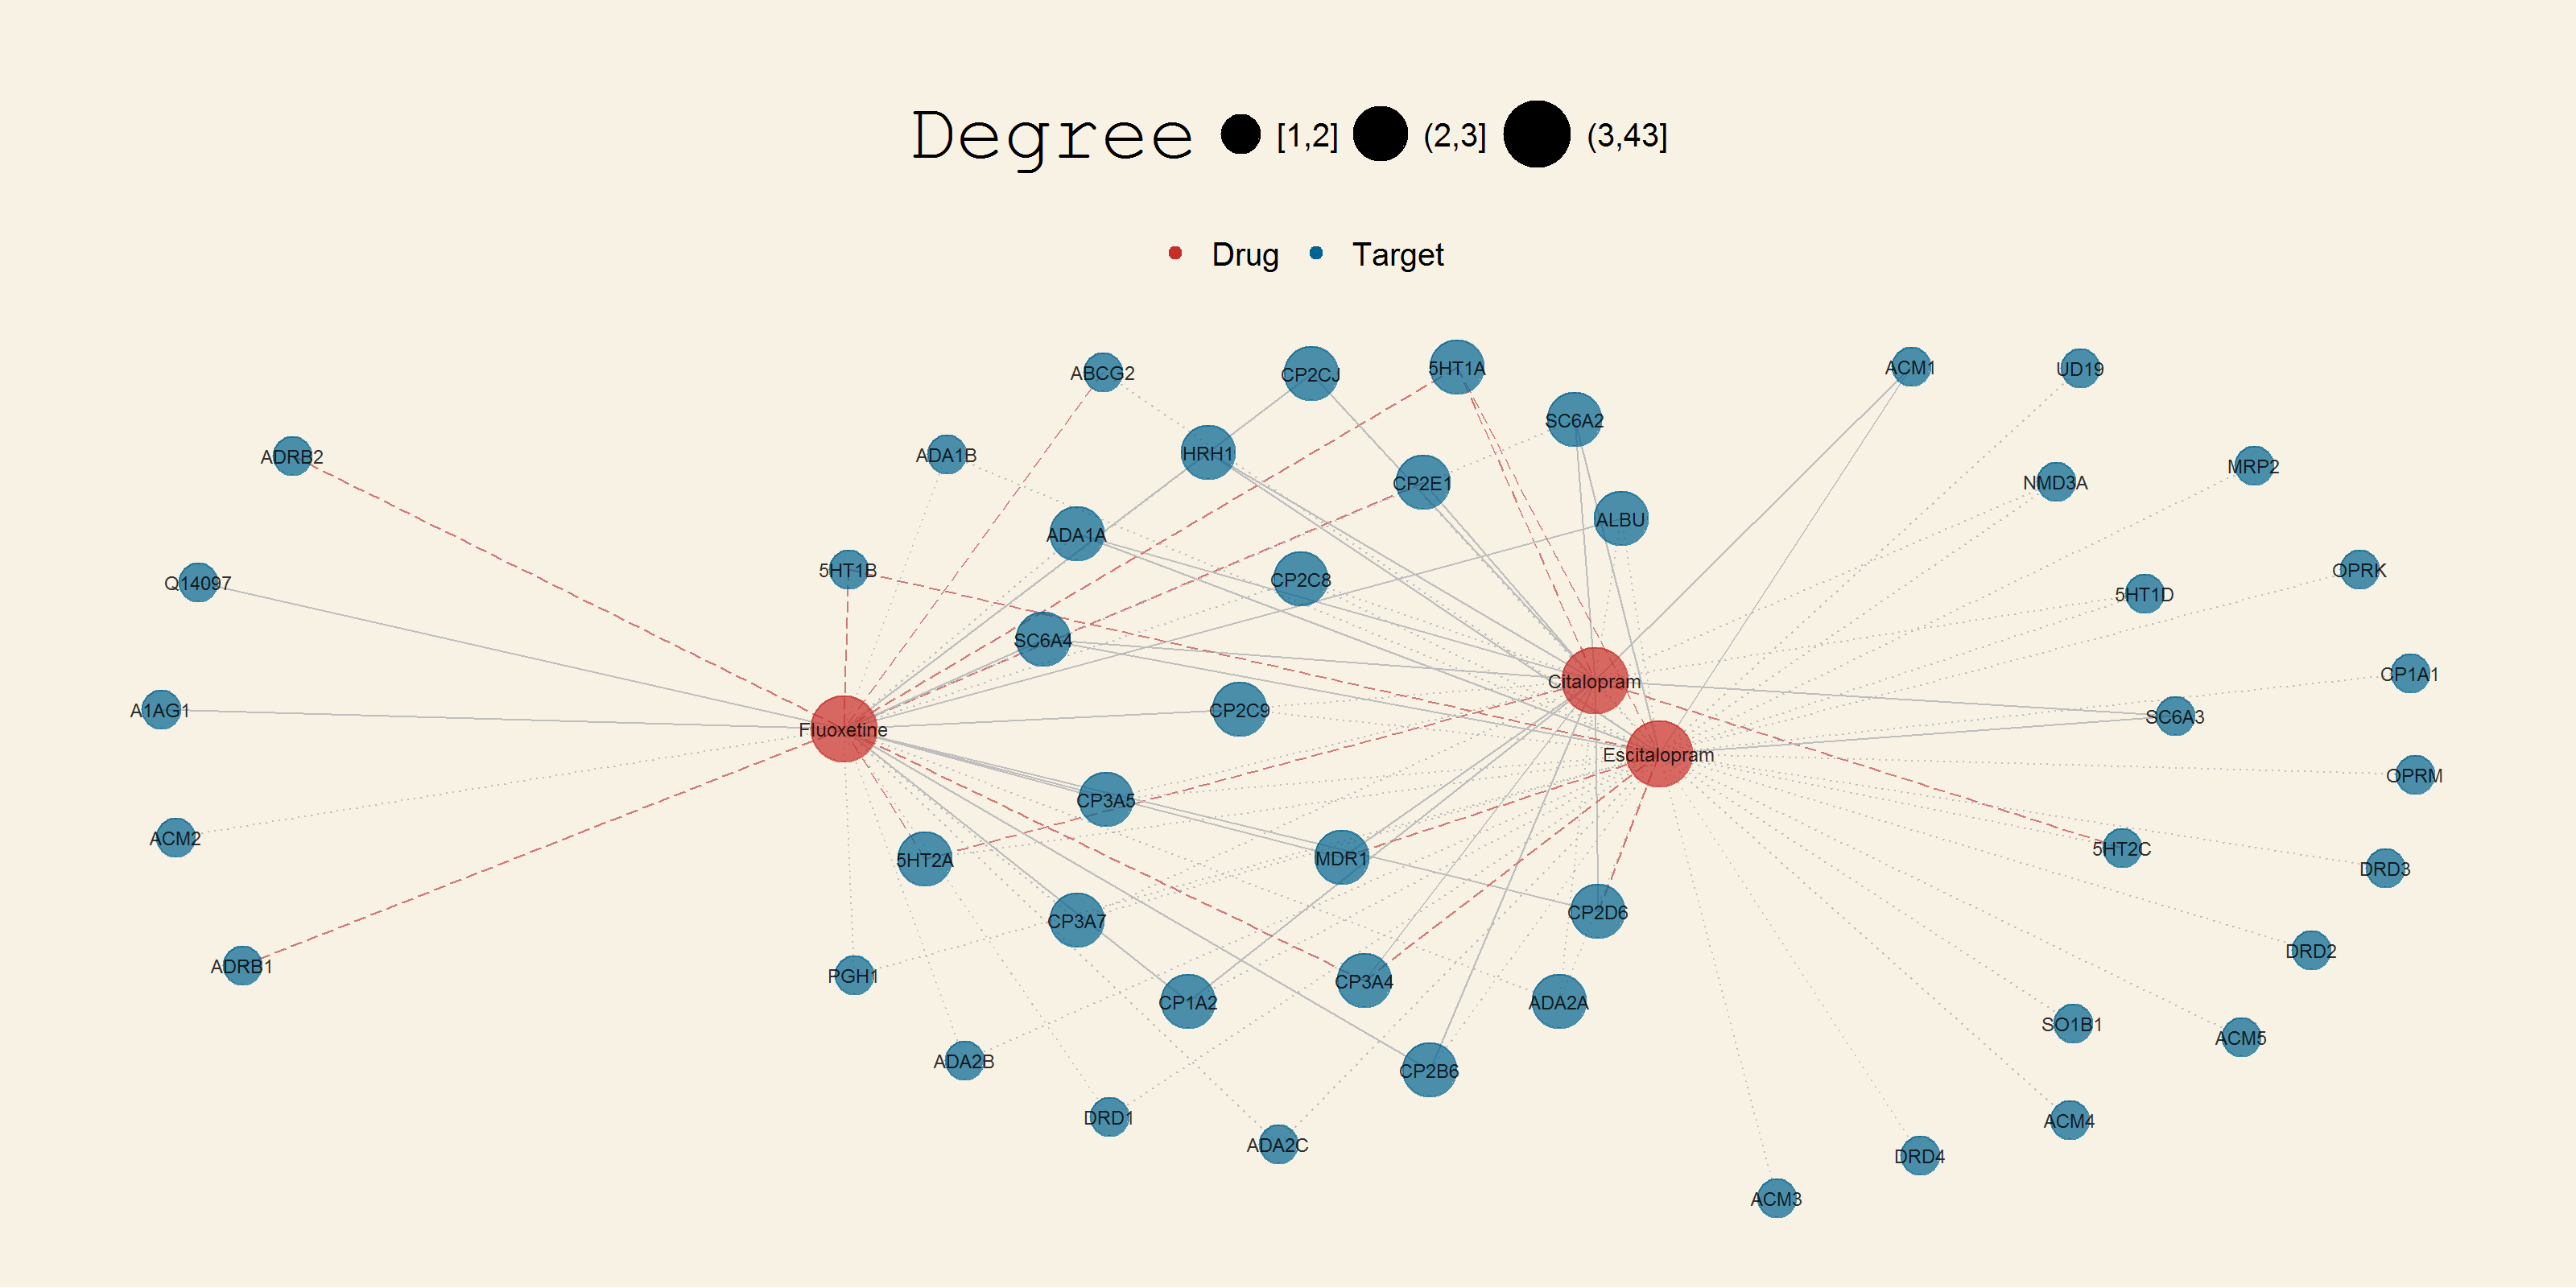 Degree [1,2] (2,3] (3,43]
Drug Target
ABCG2
CP2CJ
5HT1A
ACM1
UD19
SC6A2
ADRB2
ADA1B
HRH1
MRP2
CP2E1
NMD3A
ALBU
ADA1A
5HT1B
CP2C8
OPRK
Q14097
5HT1D
SC6A4
CP1A1
Citalopram
A1AG1
CP2C9
SC6A3
Fluoxetine
Escitalopram
OPRM
CP3A5
ACM2
5HT2A
MDR1
5HT2C
DRD3
CP3A7
CP2D6
DRD2
ADRB1
PGH1
CP3A4
CP1A2
ADA2A
SO1B1
ACM5
ADA2B
CP2B6
DRD1
ACM4
ADA2C
DRD4
ACM3